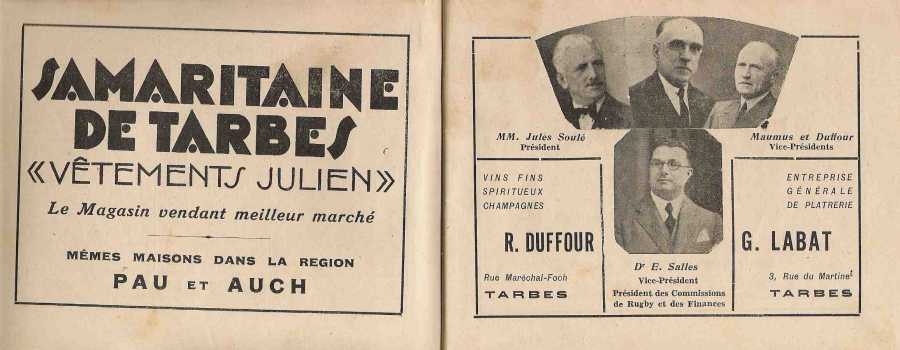 SAMARITAINE
DE TARBES
«VÊTEMENTS JULIEN»
Le Magasin vendant meilleur marché
MÊMES MAISONS DANS LA REGION
PAU ET AUCH
MM. Jules Soulé
Président
Maumus et Duffour
Vice-Présidents
VINS FINS
SPIRITUEUX
CHAMPAGNES
R. DUFFOUR
Rue Maréchal-Foch
TARBES
Dr E. Salles
Vice-Président
Président des Commissions
de Rugby et des Finances
ENTREPRISE
GÉNÉRALE
DE PLATRERIE
G. LABAT
3, Rue du Martinet
TARBES